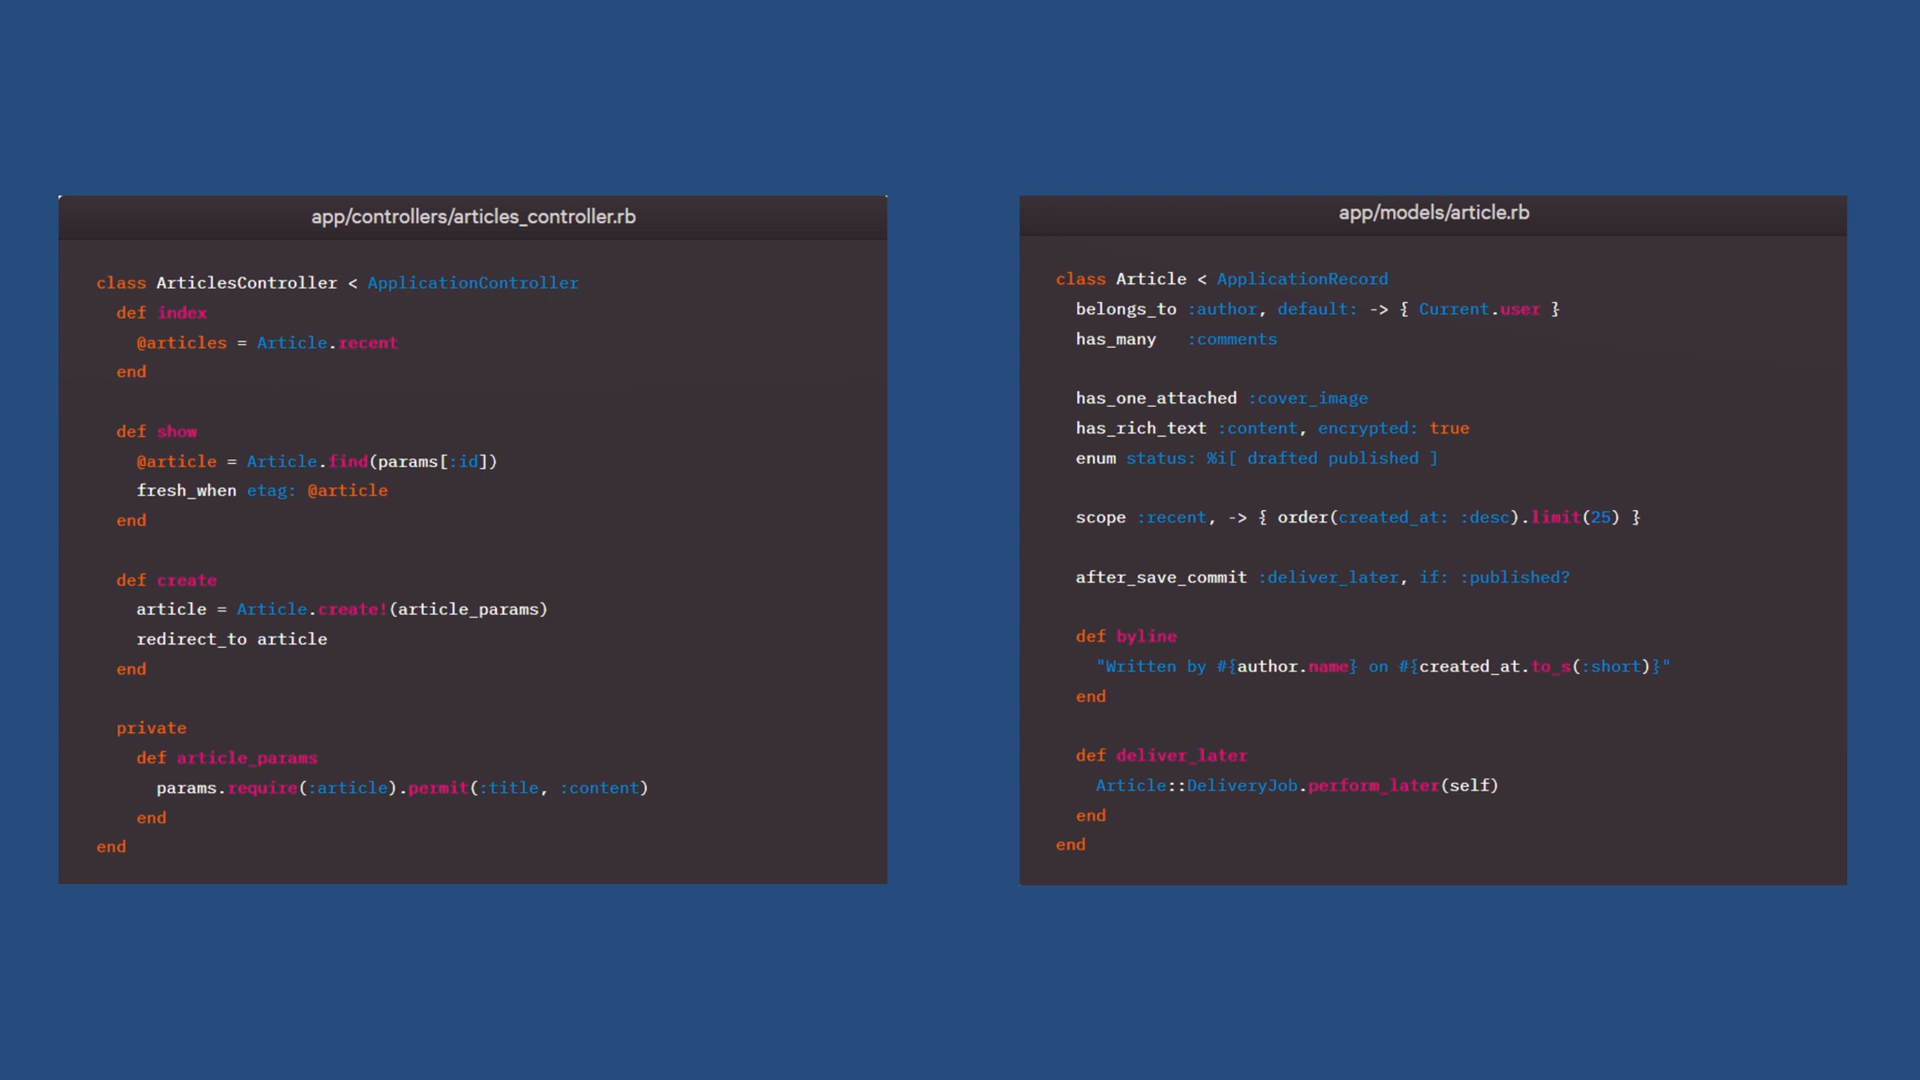 app/controllers/articles_controller.rb
class ArticlesController < ApplicationController
  def index
    @articles = Article.recent
  end

  def show
    @article = Article.find(params[:id])
    fresh_when etag: @article
  end

  def create
    article = Article.create!(article_params)
    redirect_to article
  end

  private
    def article_params
      params.require(:article).permit(:title, :content)
    end
end
app/models/article.rb
class Article < ApplicationRecord
  belongs_to :author, default: -> { Current.user }
  has_many   :comments

  has_one_attached :cover_image
  has_rich_text :content, encrypted: true
  enum status: %i[ drafted published ]

  scope :recent, -> { order(created_at: :desc).limit(25) }

  after_save_commit :deliver_later, if: :published?

  def byline
    "Written by #{author.name} on #{created_at.to_s(:short)}"
  end

  def deliver_later
    Article::DeliveryJob.perform_later(self)
  end
end